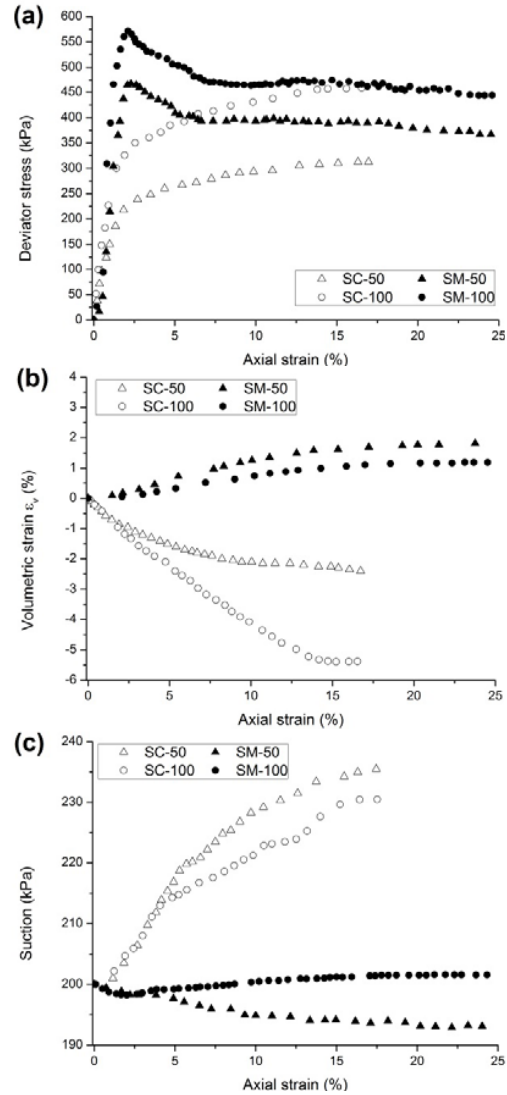 (a)
600
550
500
450
400
350
300
250
200
150
100
50
0
Deviator stress (kPa)
SC-50 SM-50
SC-100 SM-100
0 5 10 15 20 25
Axial strain (%)
(b)
4
3
2
1
0
-1
-2
-3
-4
-5
-6
Volumetric strain εv (%)
SC-50 SM-50
SC-100 SM-100
0 5 10 15 20 25
Axial strain (%)
(c)
240
230
220
210
200
190
Suction (kPa)
SC-50 SM-50
SC-100 SM-100
0 5 10 15 20 25
Axial strain (%)